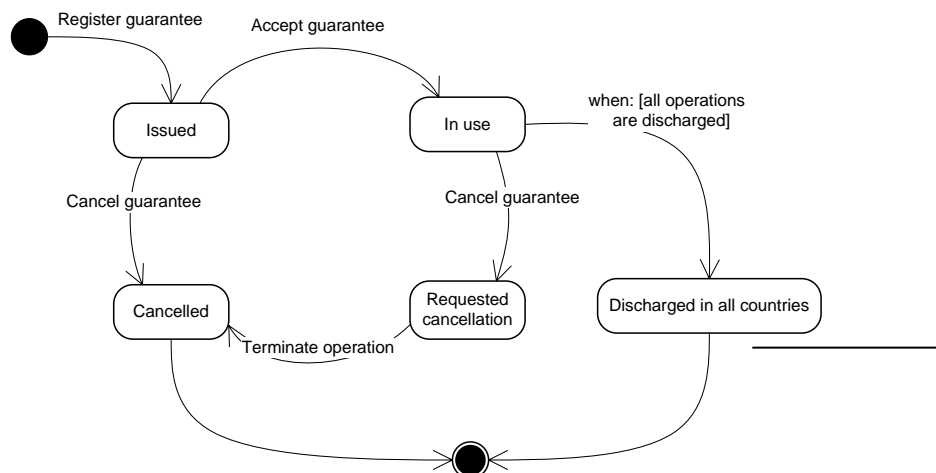 Register guarantee
Accept guarantee
when: [all operations
are discharged]
Issued
In use
Cancel guarantee
Cancel guarantee
Cancelled
Requested
cancellation
Discharged in all countries
Terminate operation